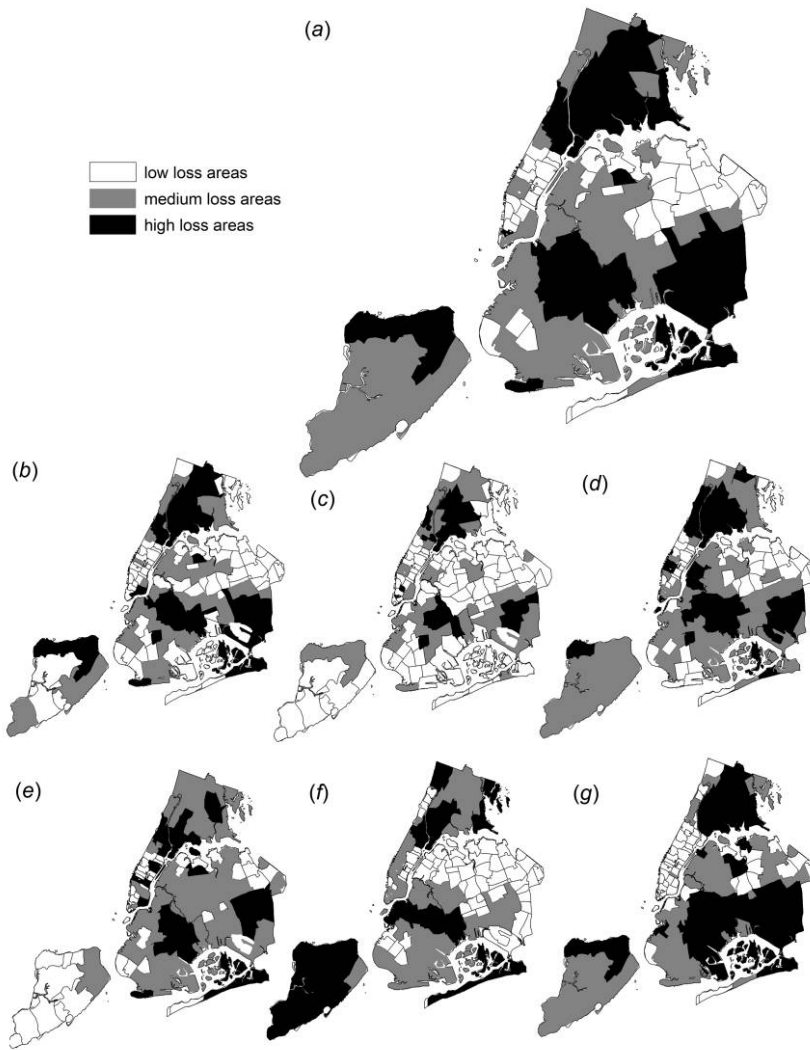 (a)
low loss areas
medium loss areas
high loss areas
(b)
(c)
(d)
(e)
(f)
(g)